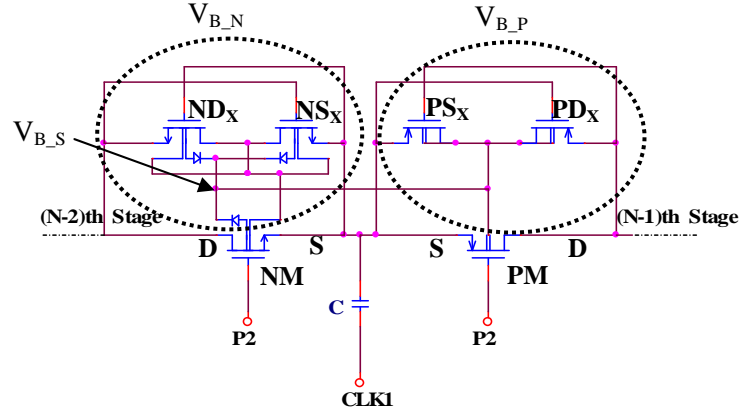 V_B_N
V_B_P
ND_X
NS_X
PS_X
PD_X
V_B_S
(N-2)th Stage
(N-1)th Stage
D
S
S
D
NM
PM
C
P2
P2
CLK1